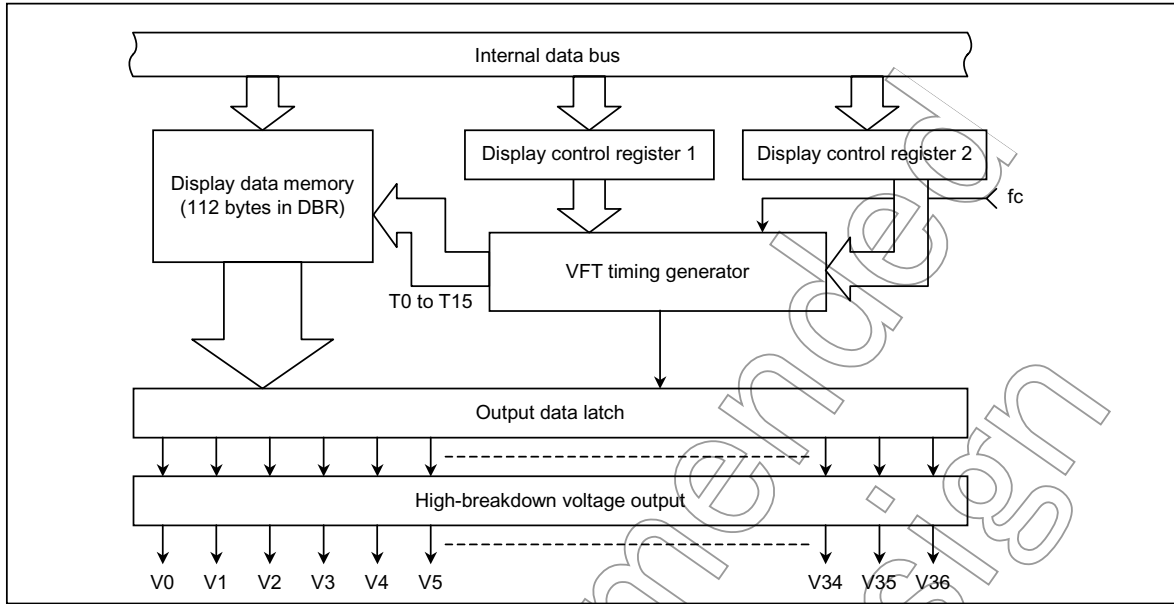 Internal data bus
Display control register 1
Display control register 2
Display data memory
(112 bytes in DBR)
fc
VFT timing generator
T0 to T15
Output data latch
High-breakdown voltage output
V0 V1 V2 V3 V4 V5 V34 V35 V36
mended
sign